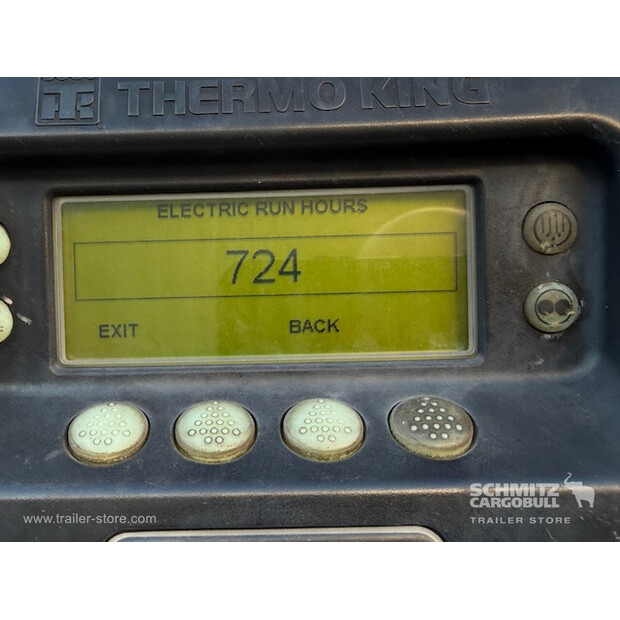 THERMO KING
ELECTRIC RUN HOURS
724
EXIT BACK
SCHMITZ
CARGOBULL
TRAILER STORE
www.trailer-store.com